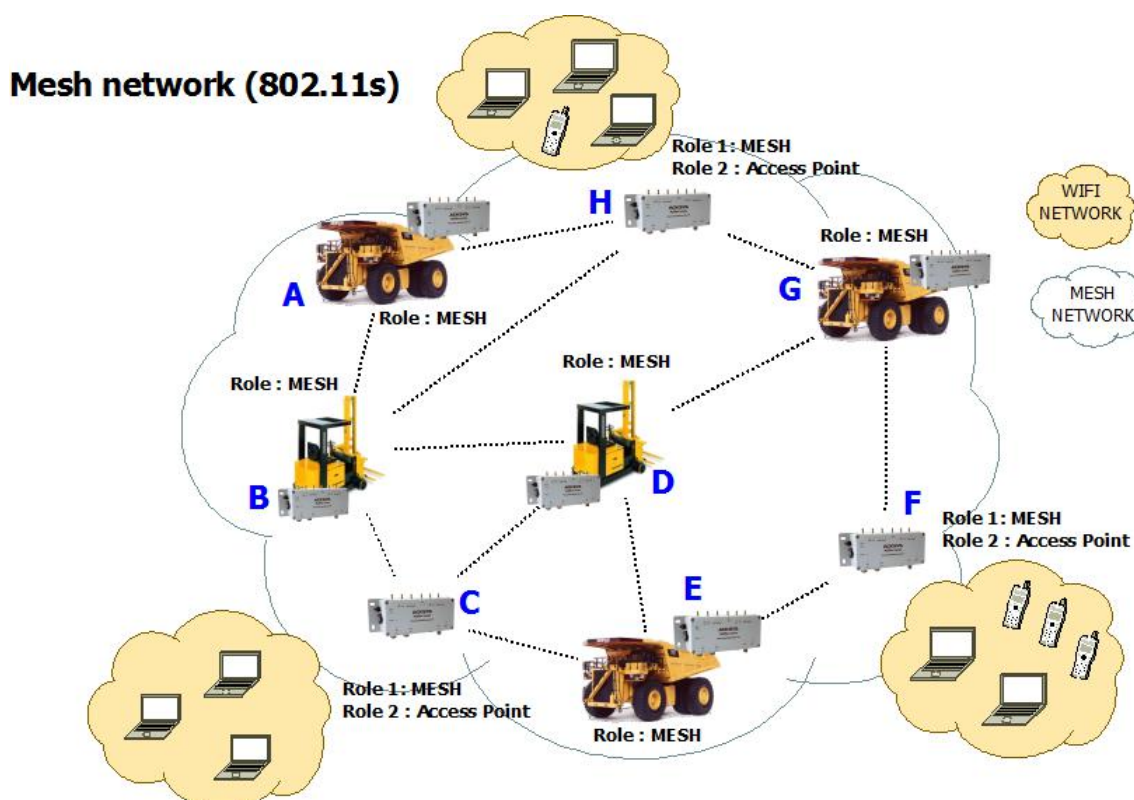 Mesh network (802.11s)
Role 1: MESH
Role 2 : Access Point
H
WIFI
NETWORK
Role : MESH
A
G
MESH
NETWORK
Role : MESH
Role : MESH
Role : MESH
B
D
F
Role 1: MESH
Role 2 : Access Point
E
C
Role 1: MESH
Role 2 : Access Point
Role : MESH